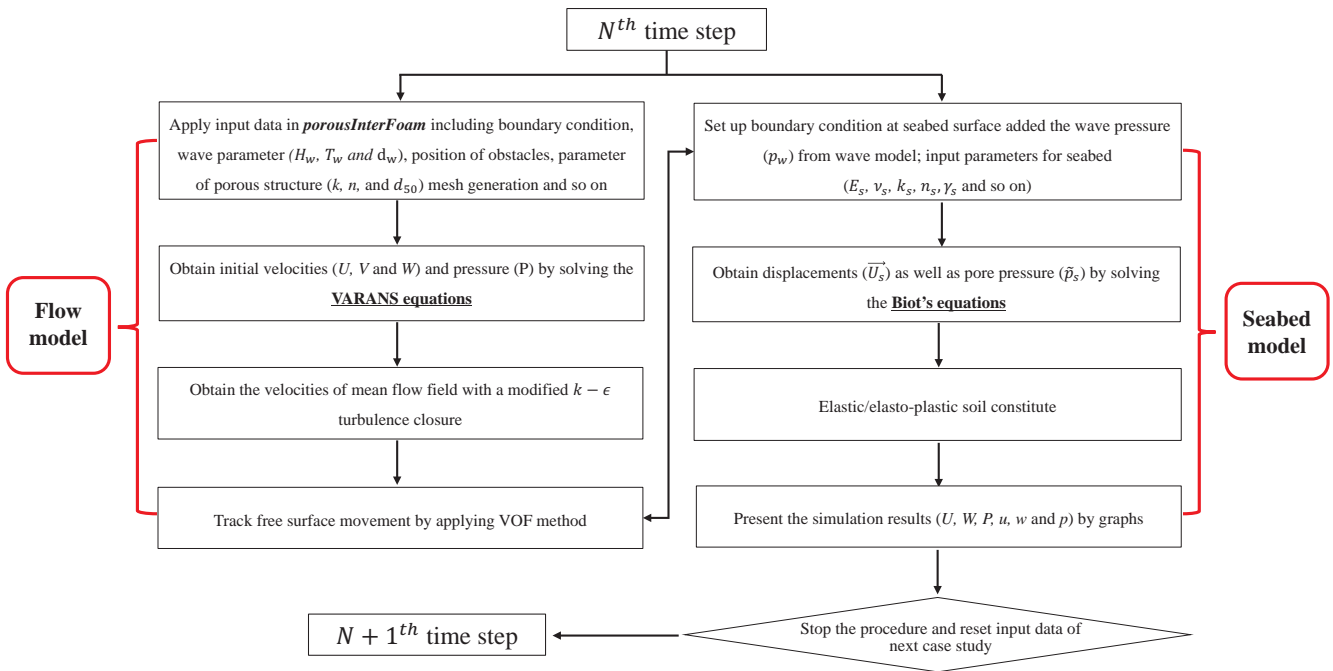 N^{th} time step
Apply input data in porousInterFoam including boundary condition,
wave parameter (H_w, T_w and d_w), position of obstacles, parameter
of porous structure (k, n, and d_{50}) mesh generation and so on
Obtain initial velocities (U, V and W) and pressure (P) by solving the
VARANS equations
Obtain the velocities of mean flow field with a modified k − ϵ
turbulence closure
Track free surface movement by applying VOF method
Flow
model
Set up boundary condition at seabed surface added the wave pressure
(p_w) from wave model; input parameters for seabed
(E_s, ν_s, k_s, n_s, γ_s and so on)
Obtain displacements (\overrightarrow{U_s}) as well as pore pressure (p̃_s) by solving
the Biot's equations
Elastic/elasto-plastic soil constitute
Present the simulation results (U, W, P, u, w and p) by graphs
Seabed
model
Stop the procedure and reset input data of
next case study
N + 1^{th} time step